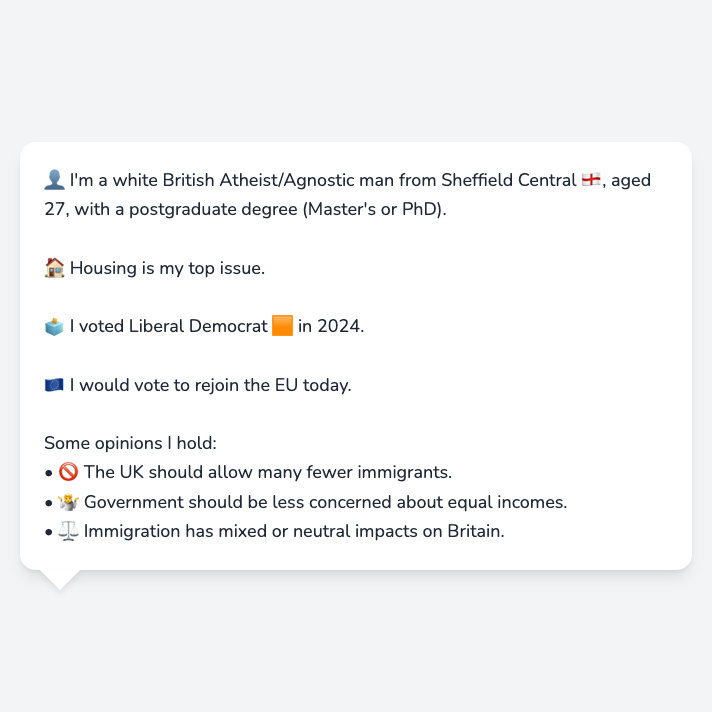 👤 I'm a white British Atheist/Agnostic man from Sheffield Central 🏴󠁧󠁢󠁥󠁮󠁧󠁿, aged
27, with a postgraduate degree (Master's or PhD).
🏠 Housing is my top issue.
🗳️ I voted Liberal Democrat 🟧 in 2024.
🇪🇺 I would vote to rejoin the EU today.
Some opinions I hold:
• 🚫 The UK should allow many fewer immigrants.
• 🤷 Government should be less concerned about equal incomes.
• ⚖️ Immigration has mixed or neutral impacts on Britain.